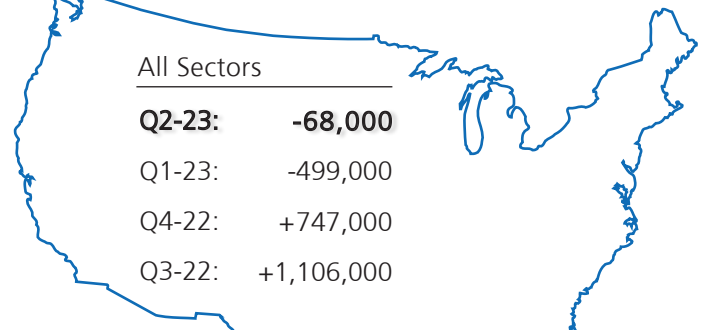 All Sectors
Q2-23: -68,000
Q1-23: -499,000
Q4-22: +747,000
Q3-22: +1,106,000